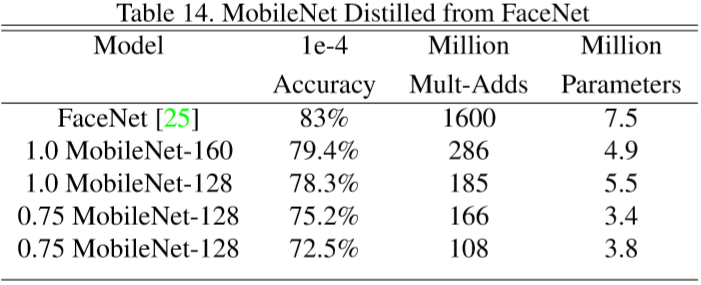 Table 14. MobileNet Distilled from FaceNet
Model 1e-4 Million Million
Accuracy Mult-Adds Parameters
FaceNet [25] 83% 1600 7.5
1.0 MobileNet-160 79.4% 286 4.9
1.0 MobileNet-128 78.3% 185 5.5
0.75 MobileNet-128 75.2% 166 3.4
0.75 MobileNet-128 72.5% 108 3.8